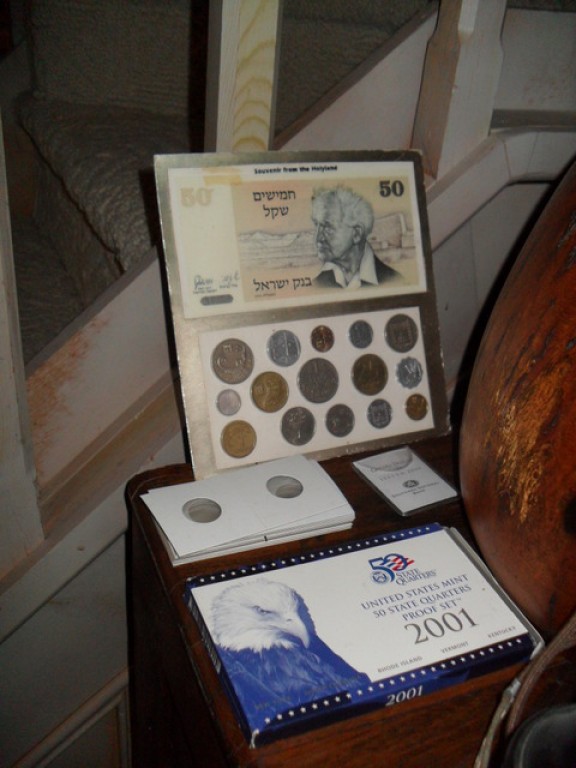 Souvenir from the Holyland
50
חמישים
שקל
50
בנק ישראל
50
STATE
QUARTERS
UNITED STATES MINT
50 STATE QUARTERS
PROOF SET™
2001
RHODE ISLAND VERMONT KENTUCKY
2001